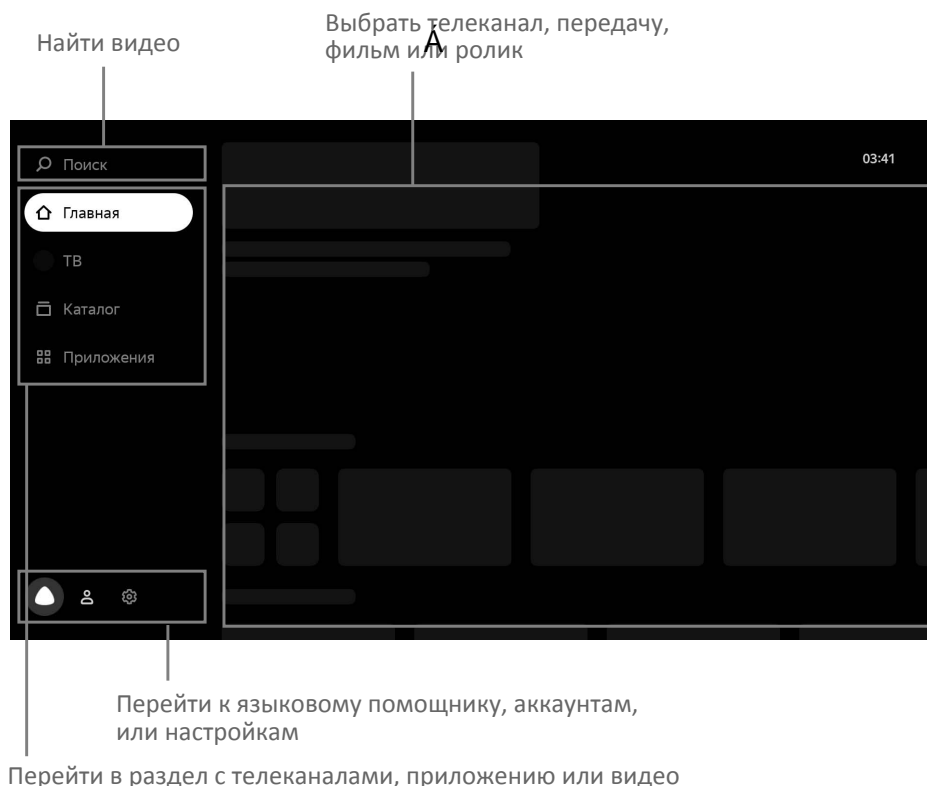 Найти видео
Выбрать телеканал, передачу,
фильм или ролик
Á
Поиск
03:41
Главная
ТВ
Каталог
Приложения
Перейти к языковому помощнику, аккаунтам,
или настройкам
Перейти в раздел с телеканалами, приложению или видео